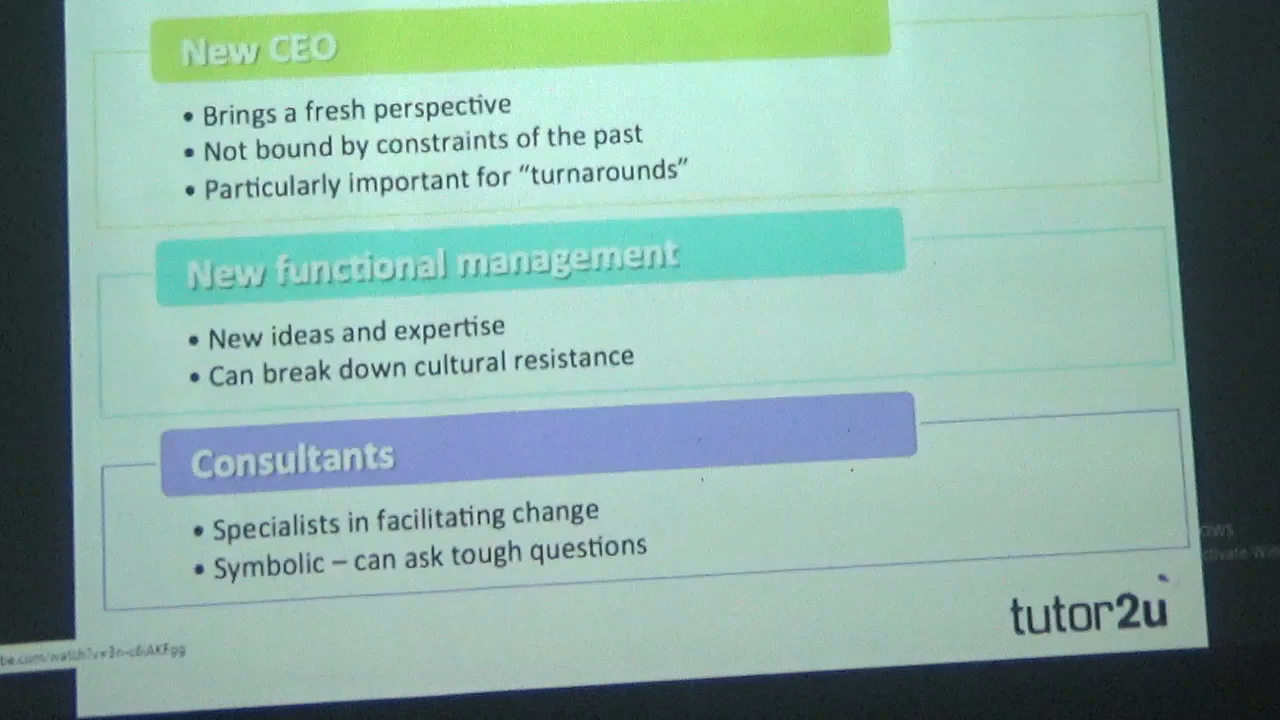 New CEO
• Brings a fresh perspective
• Not bound by constraints of the past
• Particularly important for “turnarounds”
New functional management
• New ideas and expertise
• Can break down cultural resistance
Consultants
• Specialists in facilitating change
• Symbolic – can ask tough questions
tutor2u